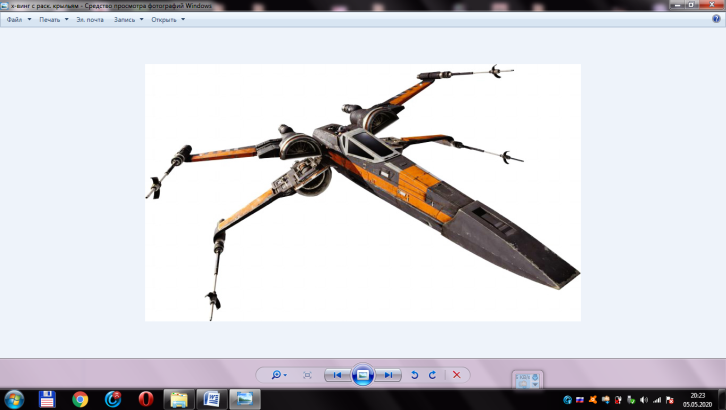 х-винг с раск. крыльям - Средство просмотра фотографий Windows
Файл Печать Эл. почта Запись Открыть
20:23
05.05.2020